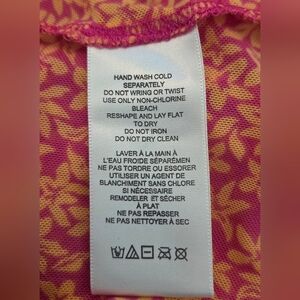 HAND WASH COLD
SEPARATELY
DO NOT WRING OR TWIST
USE ONLY NON-CHLORINE
BLEACH
RESHAPE AND LAY FLAT
TO DRY
DO NOT IRON
DO NOT DRY CLEAN
LAVER À LA MAIN À
L'EAU FROIDE SÉPARÉMEN
NE PAS TORDRE OU ESSORER
UTILISER UN AGENT DE
BLANCHIMENT SANS CHLORE
SI NÉCESSAIRE
REMODELER ET SÉCHER
À PLAT
NE PAS REPASSER
NE PAS NETTOYER À SEC